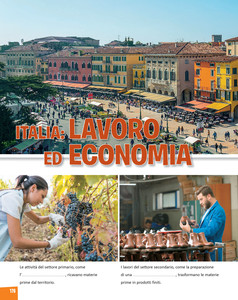 ITALIA: LAVORO
ED ECONOMIA
Le attività del settore primario, come
l'........................, ricavano materie
prime dal territorio.
I lavori del settore secondario, come la preparazione
di una ........................, trasformano le materie
prime in prodotti finiti.